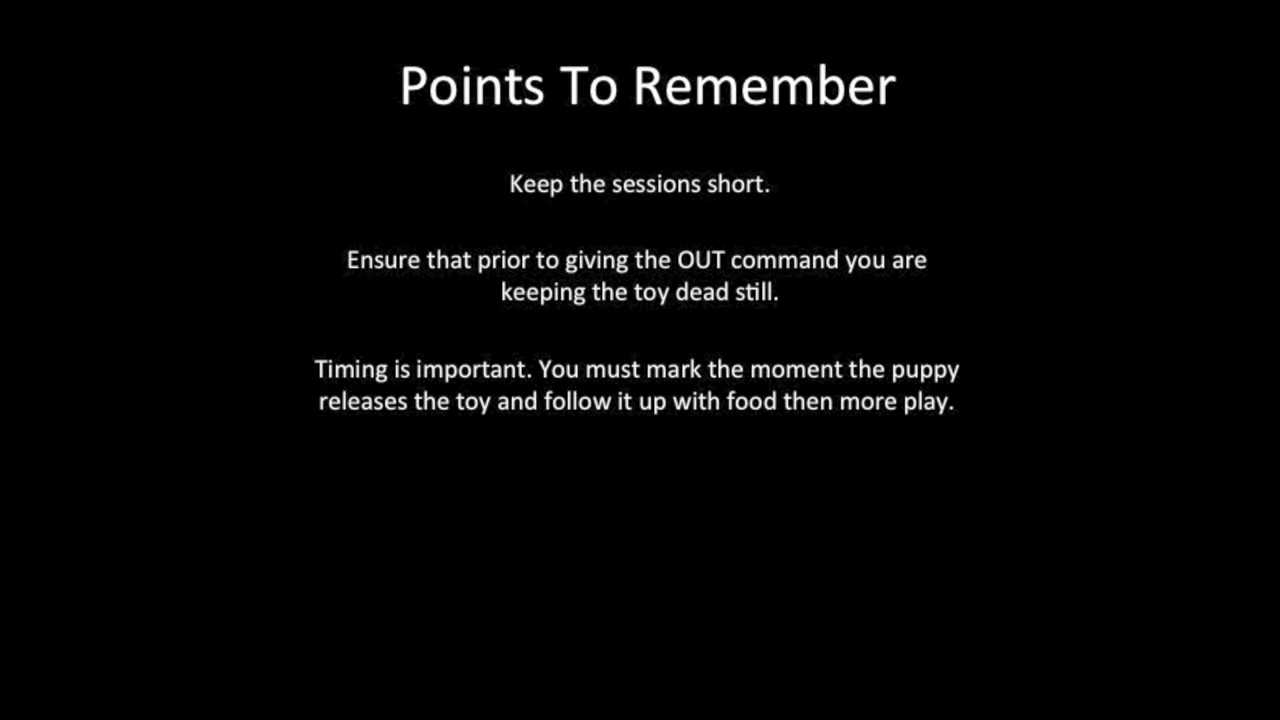 Points To Remember
Keep the sessions short.
Ensure that prior to giving the OUT command you are
keeping the toy dead still.
Timing is important. You must mark the moment the puppy
releases the toy and follow it up with food then more play.